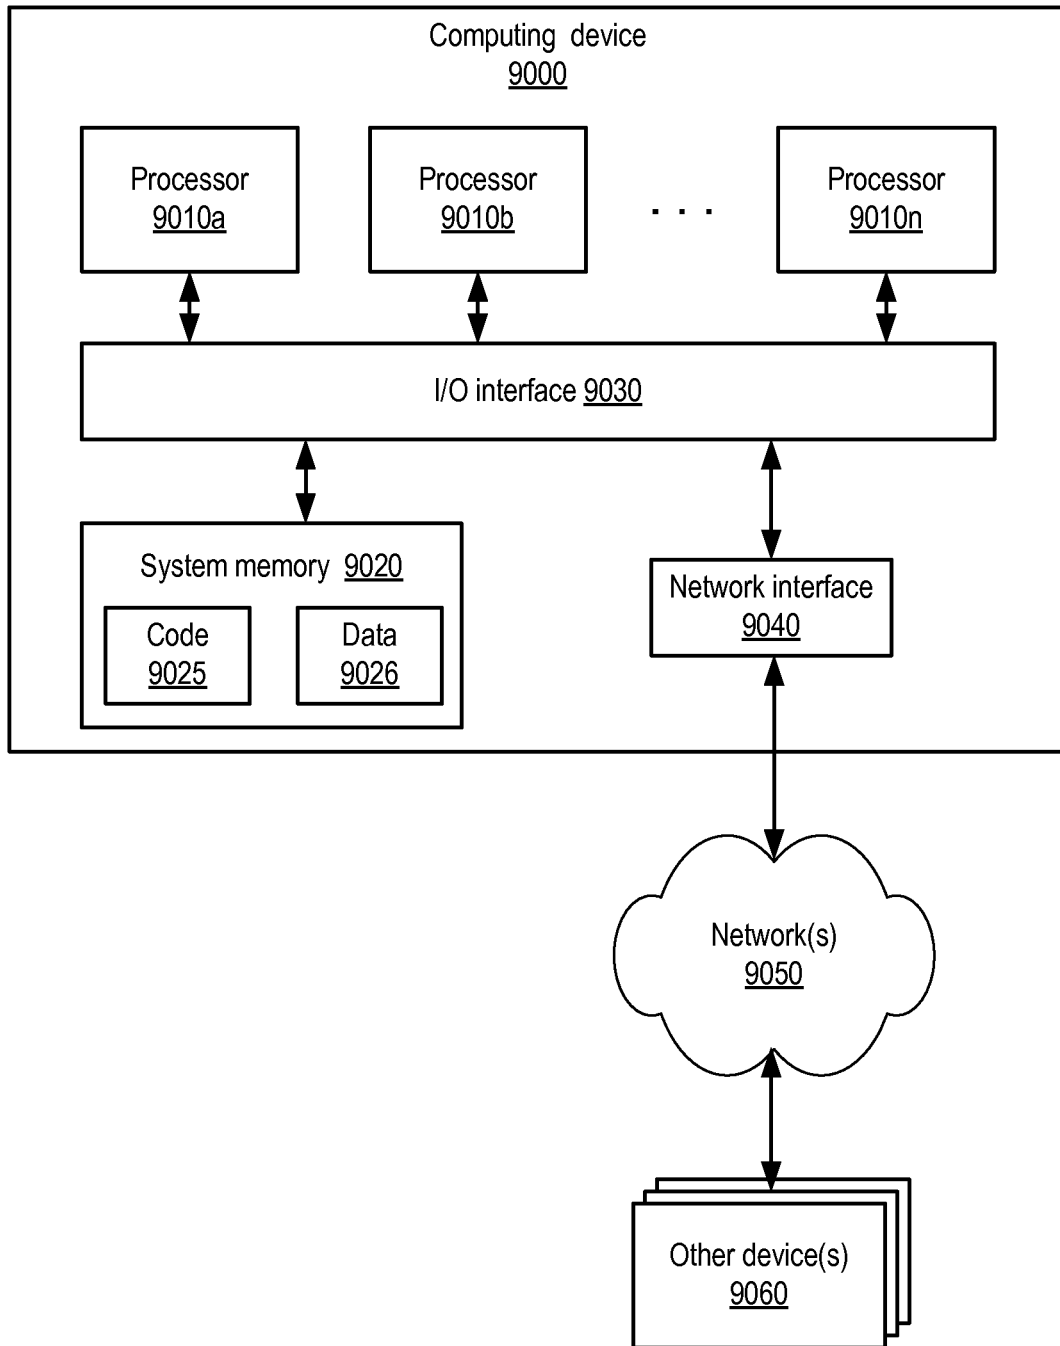 Computing device
9000
Processor
9010a
Processor
9010b
. . .
Processor
9010n
I/O interface 9030
System memory 9020
Code
9025
Data
9026
Network interface
9040
Network(s)
9050
Other device(s)
9060